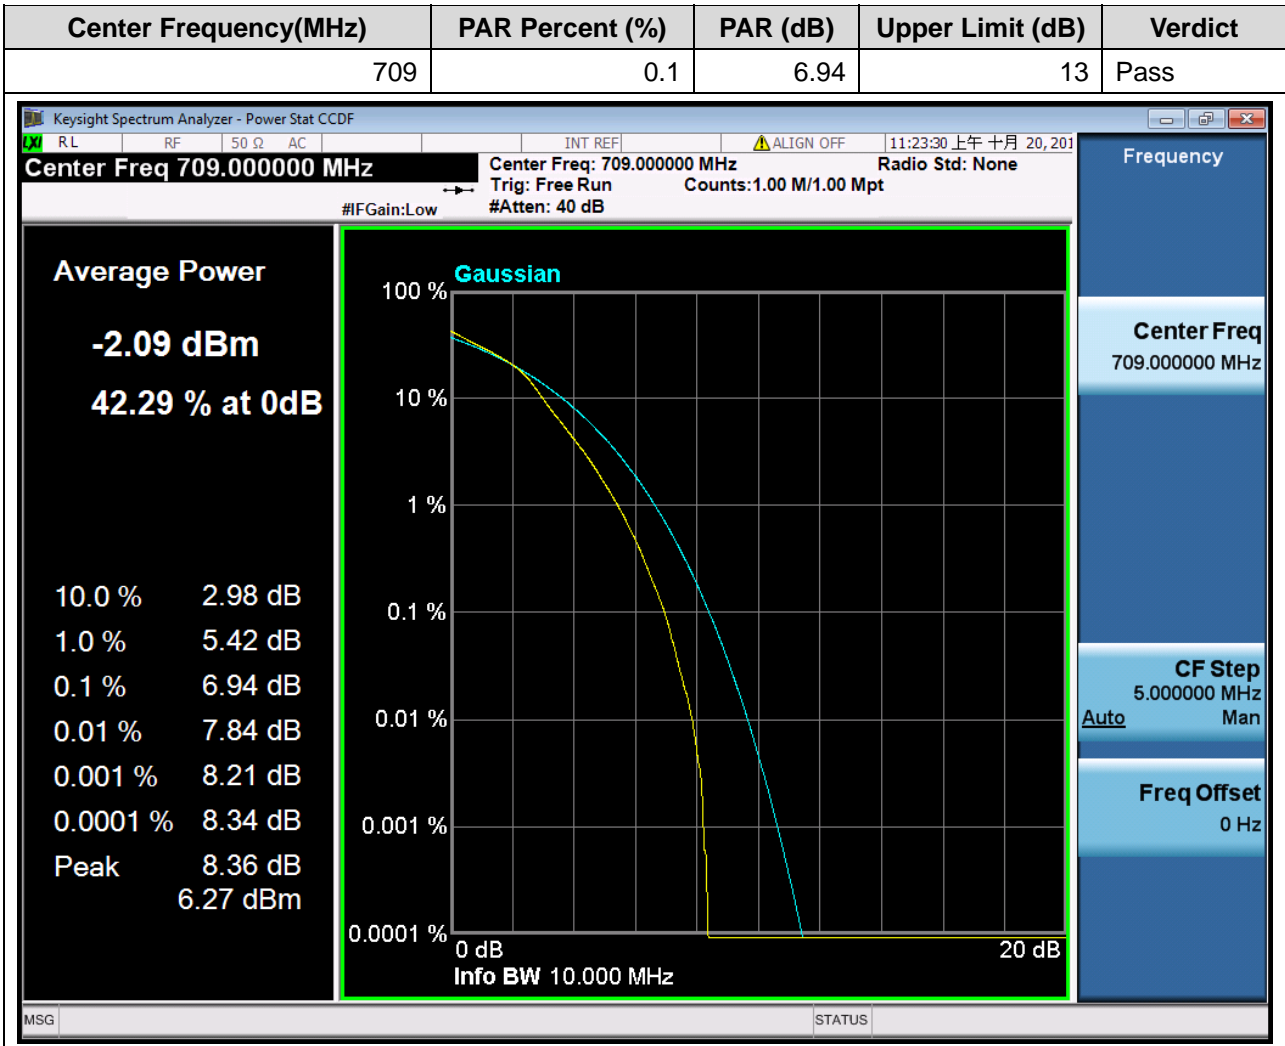 Center Frequency(MHz) PAR Percent (%) PAR (dB) Upper Limit (dB) Verdict
709 0.1 6.94 13 Pass
Keysight Spectrum Analyzer - Power Stat CCDF
LXI RL RF 50 Ω AC INT REF ALIGN OFF 11:23:30 上午 十月 20, 201
Center Freq 709.000000 MHz
Center Freq: 709.000000 MHz Radio Std: None
Trig: Free Run Counts:1.00 M/1.00 Mpt
#IFGain:Low #Atten: 40 dB
Average Power
-2.09 dBm
42.29 % at 0dB
10.0 % 2.98 dB
1.0 % 5.42 dB
0.1 % 6.94 dB
0.01 % 7.84 dB
0.001 % 8.21 dB
0.0001 % 8.34 dB
Peak 8.36 dB
6.27 dBm
Gaussian
100 %
10 %
1 %
0.1 %
0.01 %
0.001 %
0.0001 %
0 dB 20 dB
Info BW 10.000 MHz
Frequency
Center Freq
709.000000 MHz
CF Step
5.000000 MHz
Auto Man
Freq Offset
0 Hz
MSG STATUS